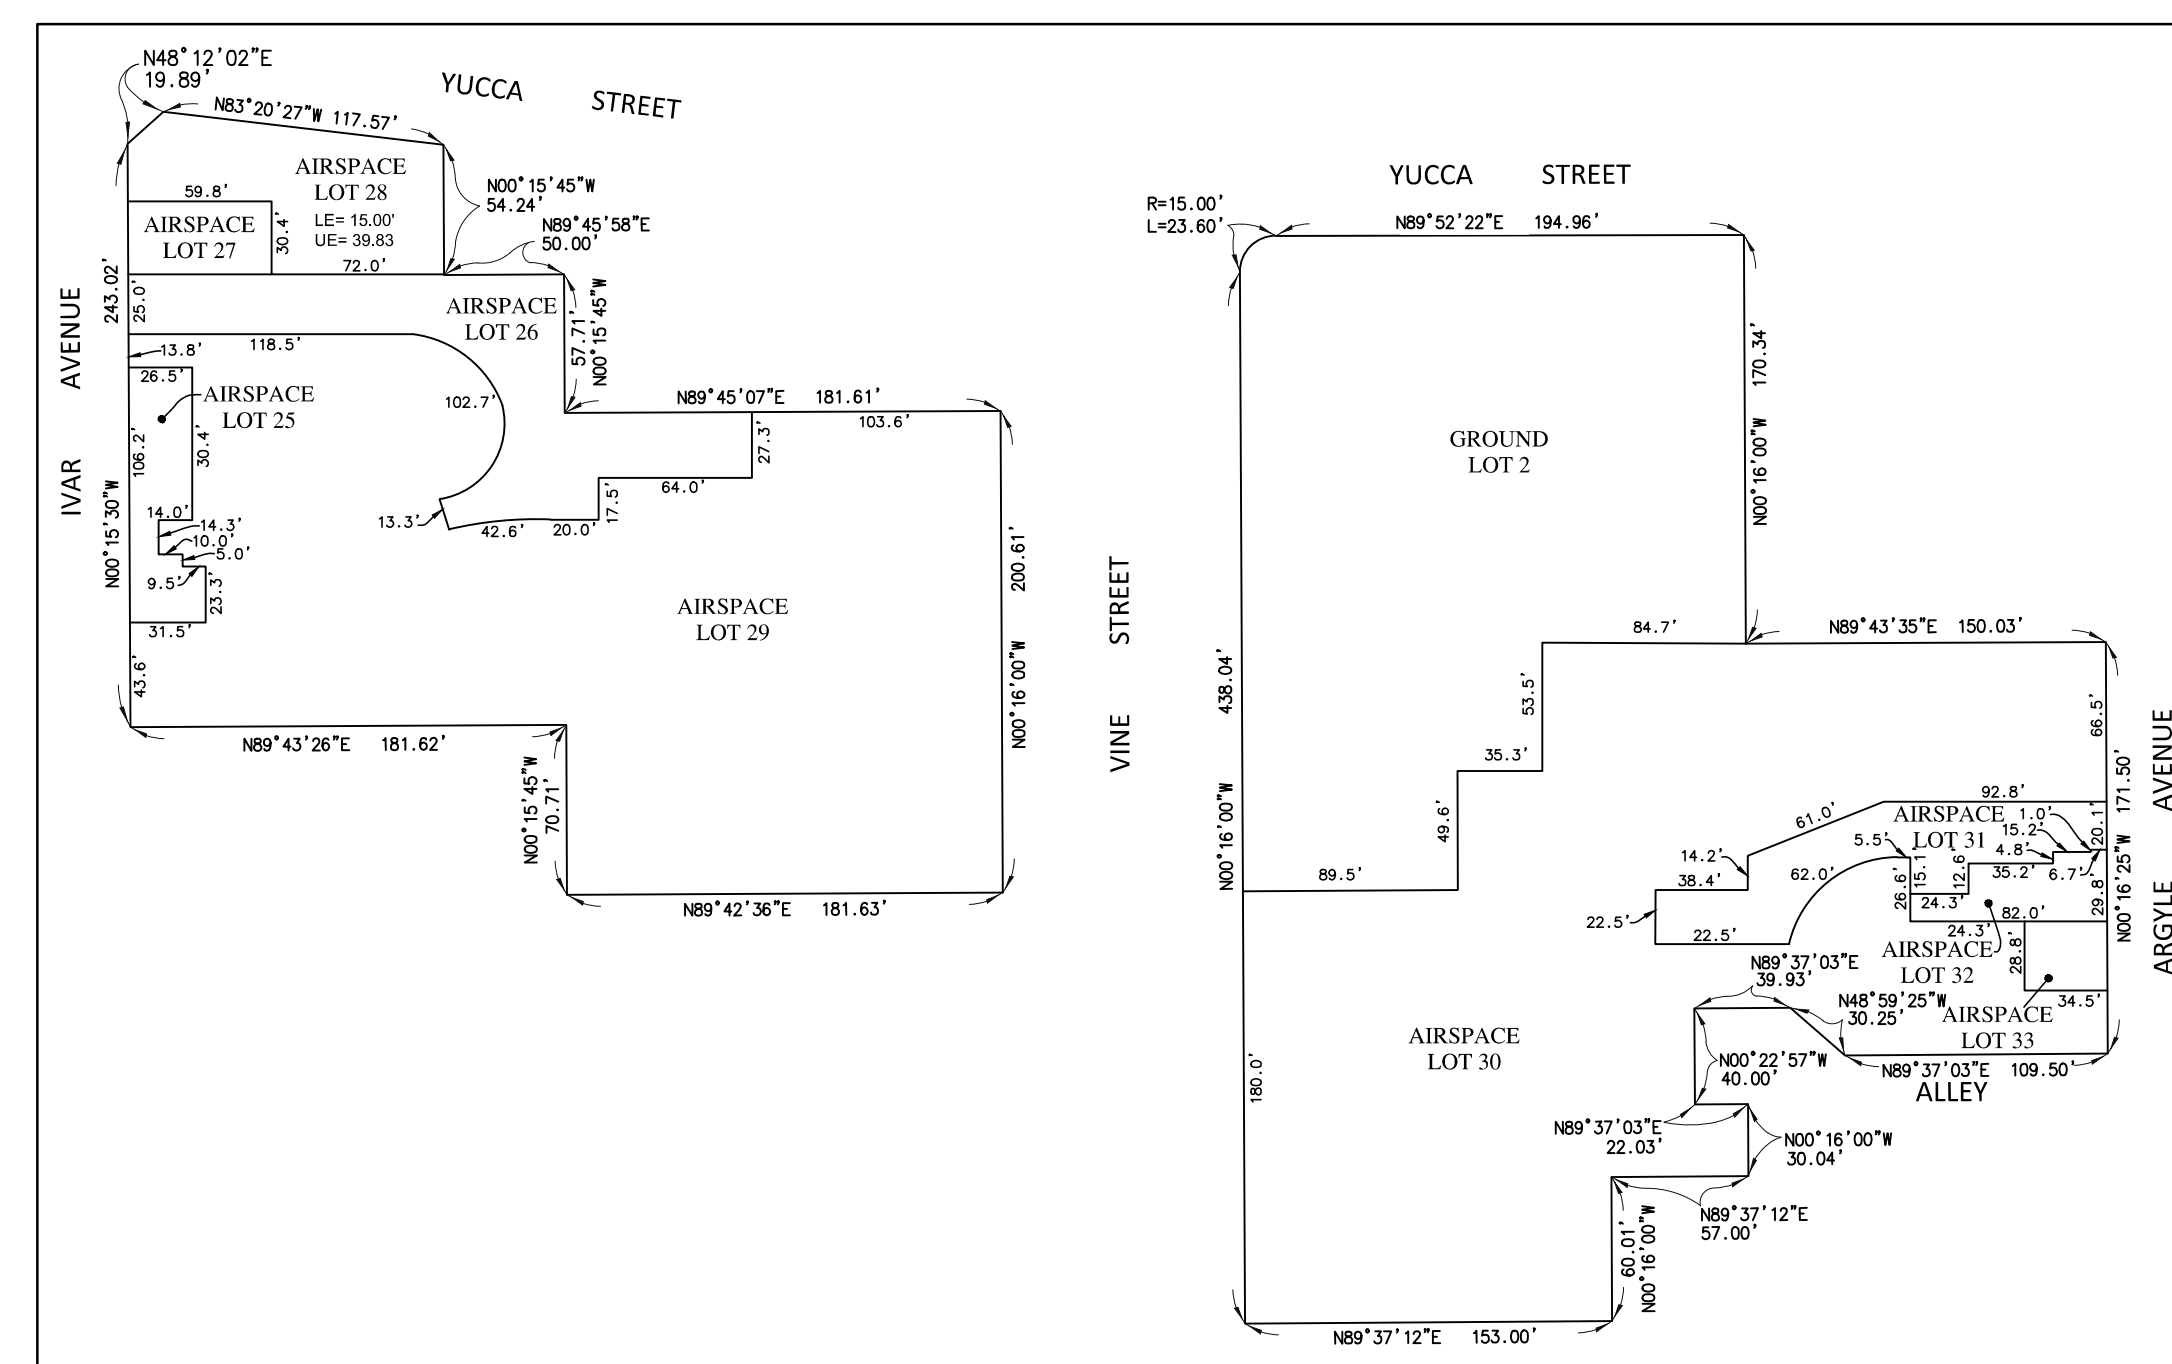 N48°12'02"E
19.89'
N83°20'27"W 117.57'
YUCCA STREET
AIRSPACE
LOT 28
LE= 15.00'
UE= 39.83
59.8'
AIRSPACE
LOT 27
30.4'
72.0'
N00°15'45"W
54.24'
N89°45'58"E
50.00'
IVAR AVENUE
243.02'
N00°15'30"W
25.0'
118.5'
13.8'
26.5'
AIRSPACE
LOT 25
106.2'
30.4'
14.0'
14.3'
10.0'
5.0'
9.5'
23.3'
31.5'
43.6'
AIRSPACE
LOT 26
57.71'
N00°15'45"W
102.7'
13.3'
42.6'
20.0'
17.5'
64.0'
27.3'
N89°45'07"E 181.61'
103.6'
AIRSPACE
LOT 29
200.61'
N00°16'00"W
N89°43'26"E 181.62'
N00°15'45"W
70.71'
N89°42'36"E 181.63'
VINE STREET
YUCCA STREET
R=15.00'
L=23.60'
N89°52'22"E 194.96'
GROUND
LOT 2
170.34'
N00°16'00"W
438.04'
N00°16'00"W
84.7'
N89°43'35"E 150.03'
53.5'
35.3'
49.6'
89.5'
66.5'
171.50'
N00°16'25"W
ARGYLE AVENUE
92.8'
61.0'
AIRSPACE
LOT 31
1.0'
15.2'
20.1'
5.5'
4.8'
14.2'
38.4'
62.0'
26.6'
15.1'
12.6'
35.2'
6.7'
24.3'
29.8'
82.0'
22.5'
22.5'
24.3'
28.8'
AIRSPACE
LOT 32
N89°37'03"E
39.93'
N48°59'25"W
30.25'
34.5'
AIRSPACE
LOT 33
N89°37'03"E 109.50'
ALLEY
AIRSPACE
LOT 30
180.0'
N00°22'57"W
40.00'
N89°37'03"E
22.03'
N00°16'00"W
30.04'
N89°37'12"E
57.00'
60.01'
N00°16'00"W
N89°37'12"E 153.00'